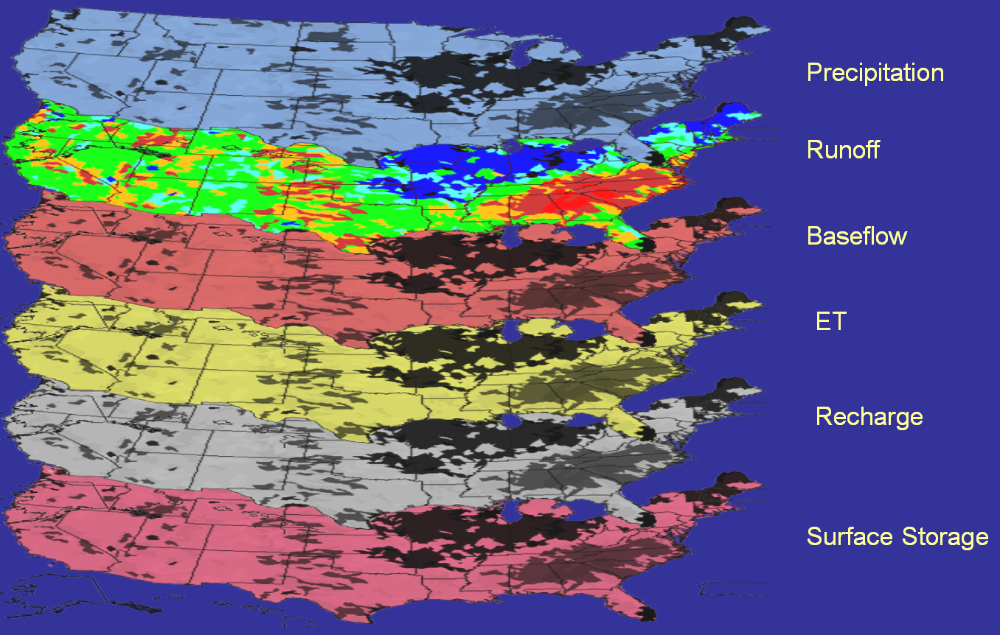 Precipitation
Runoff
Baseflow
ET
Recharge
Surface Storage